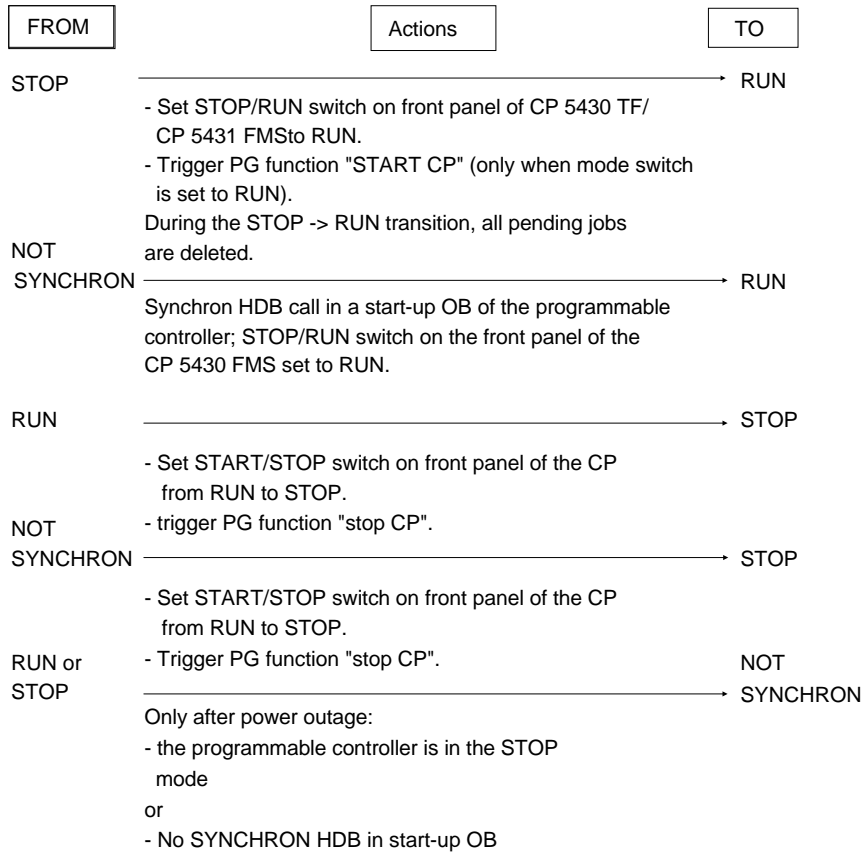 FROM Actions TO
STOP RUN
- Set STOP/RUN switch on front panel of CP 5430 TF/
CP 5431 FMSto RUN.
- Trigger PG function "START CP" (only when mode switch
is set to RUN).
During the STOP -> RUN transition, all pending jobs
are deleted.
NOT
SYNCHRON RUN
Synchron HDB call in a start-up OB of the programmable
controller; STOP/RUN switch on the front panel of the
CP 5430 FMS set to RUN.
RUN STOP
- Set START/STOP switch on front panel of the CP
from RUN to STOP.
- trigger PG function "stop CP".
NOT
SYNCHRON STOP
- Set START/STOP switch on front panel of the CP
from RUN to STOP.
- Trigger PG function "stop CP".
RUN or NOT
STOP SYNCHRON
Only after power outage:
- the programmable controller is in the STOP
mode
or
- No SYNCHRON HDB in start-up OB